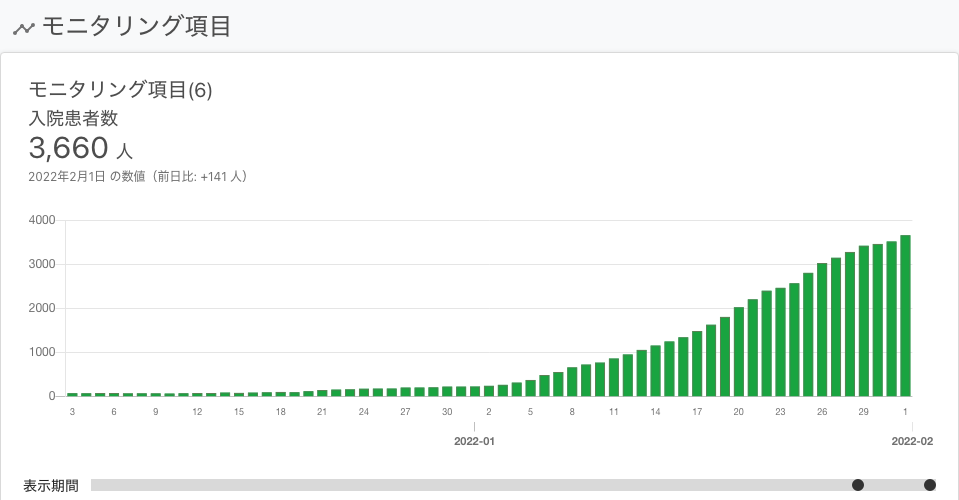 モニタリング項目
モニタリング項目(6)
入院患者数
3,660 人
2022年2月1日 の数値（前日比: +141 人）
4000
3000
2000
1000
0
3 6 9 12 15 18 21 24 27 30 2 5 8 11 14 17 20 23 26 29 1
2022-01 2022-02
表示期間